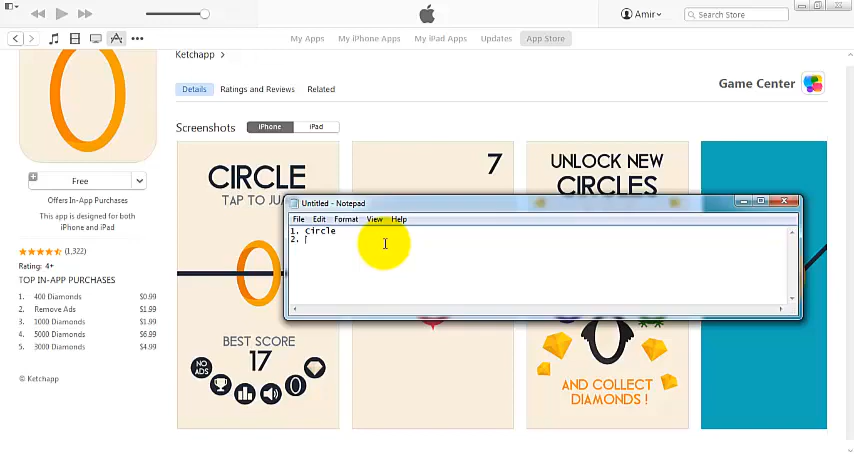 Amir
Search Store
My Apps
My iPhone Apps
My iPad Apps
Updates
App Store
Ketchapp >
Details
Ratings and Reviews
Related
Game Center
Screenshots
iPhone
iPad
Free
Offers In-App Purchases
This app is designed for both
iPhone and iPad
(1,322)
Rating: 4+
TOP IN-APP PURCHASES
1. 400 Diamonds $0.99
2. Remove Ads $1.99
3. 1000 Diamonds $1.99
4. 5000 Diamonds $6.99
5. 3000 Diamonds $4.99
© Ketchapp
CIRCLE
BEST SCORE
17
NO
ADS
7
UNLOCK NEW
CIRCLES
AND COLLECT
DIAMONDS !
Untitled - Notepad
File Edit Format View Help
1. Circle
2.
TAP TO